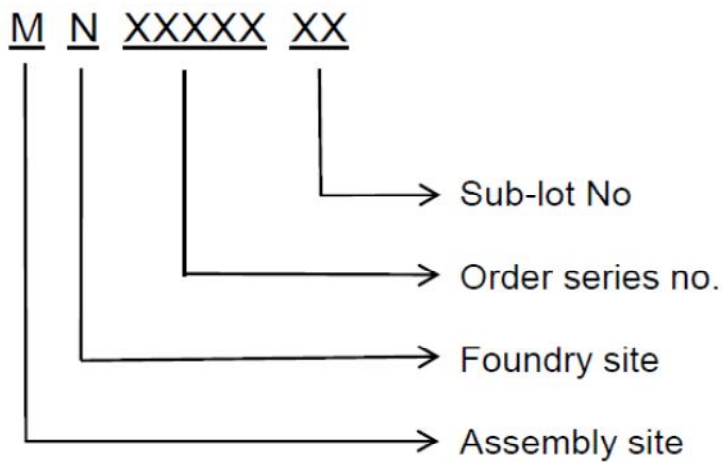 M N XXXXX XX
Sub-lot No
Order series no.
Foundry site
Assembly site